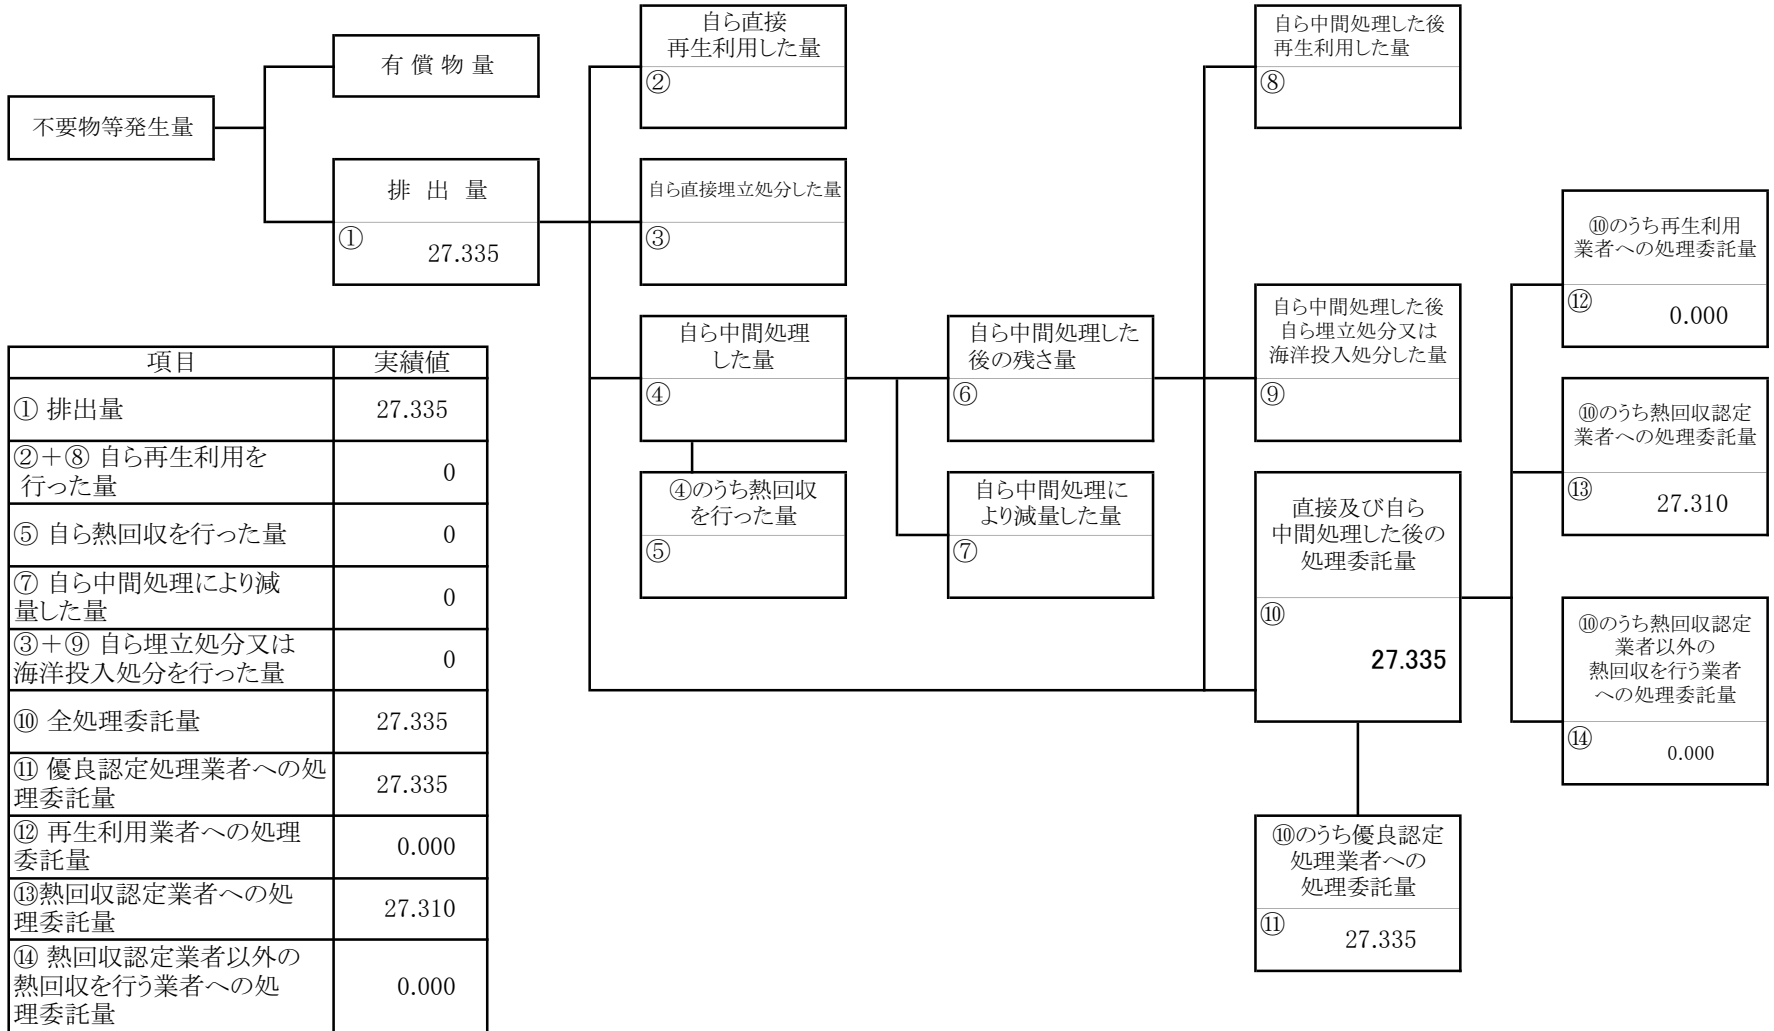 不要物等発生量
有 償 物 量
排 出 量
①
27.335
自ら直接
再生利用した量
②
自ら直接埋立処分した量
③
自ら中間処理
した量
④
④のうち熱回収
を行った量
⑤
自ら中間処理した
後の残さ量
⑥
自ら中間処理に
より減量した量
⑦
自ら中間処理した後
再生利用した量
⑧
自ら中間処理した後
自ら埋立処分又は
海洋投入処分した量
⑨
直接及び自ら
中間処理した後の
処理委託量
⑩
27.335
⑩のうち優良認定
処理業者への
処理委託量
⑪
27.335
⑩のうち再生利用
業者への処理委託量
⑫
0.000
⑩のうち熱回収認定
業者への処理委託量
⑬
27.310
⑩のうち熱回収認定
業者以外の
熱回収を行う業者
への処理委託量
⑭
0.000
項目 実績値
① 排出量 27.335
②+⑧ 自ら再生利用を
行った量 0
⑤ 自ら熱回収を行った量 0
⑦ 自ら中間処理により減
量した量 0
③+⑨ 自ら埋立処分又は
海洋投入処分を行った量 0
⑩ 全処理委託量 27.335
⑪ 優良認定処理業者への処
理委託量 27.335
⑫ 再生利用業者への処理
委託量 0.000
⑬熱回収認定業者への処
理委託量 27.310
⑭ 熱回収認定業者以外の
熱回収を行う業者への処
理委託量 0.000